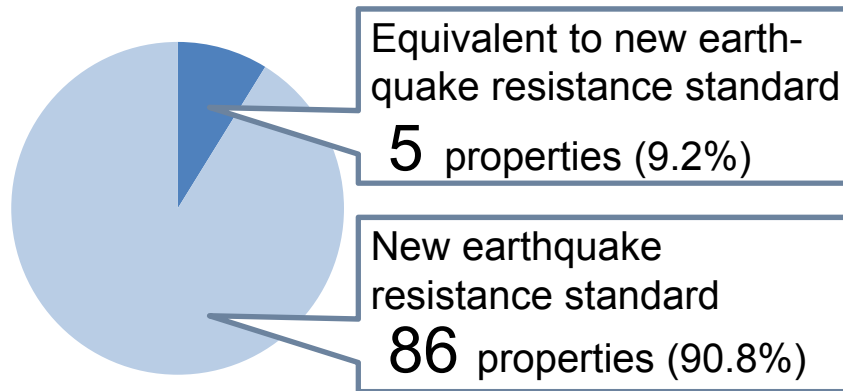 Equivalent to new earth-
quake resistance standard
5 properties (9.2%)
New earthquake
resistance standard
86 properties (90.8%)